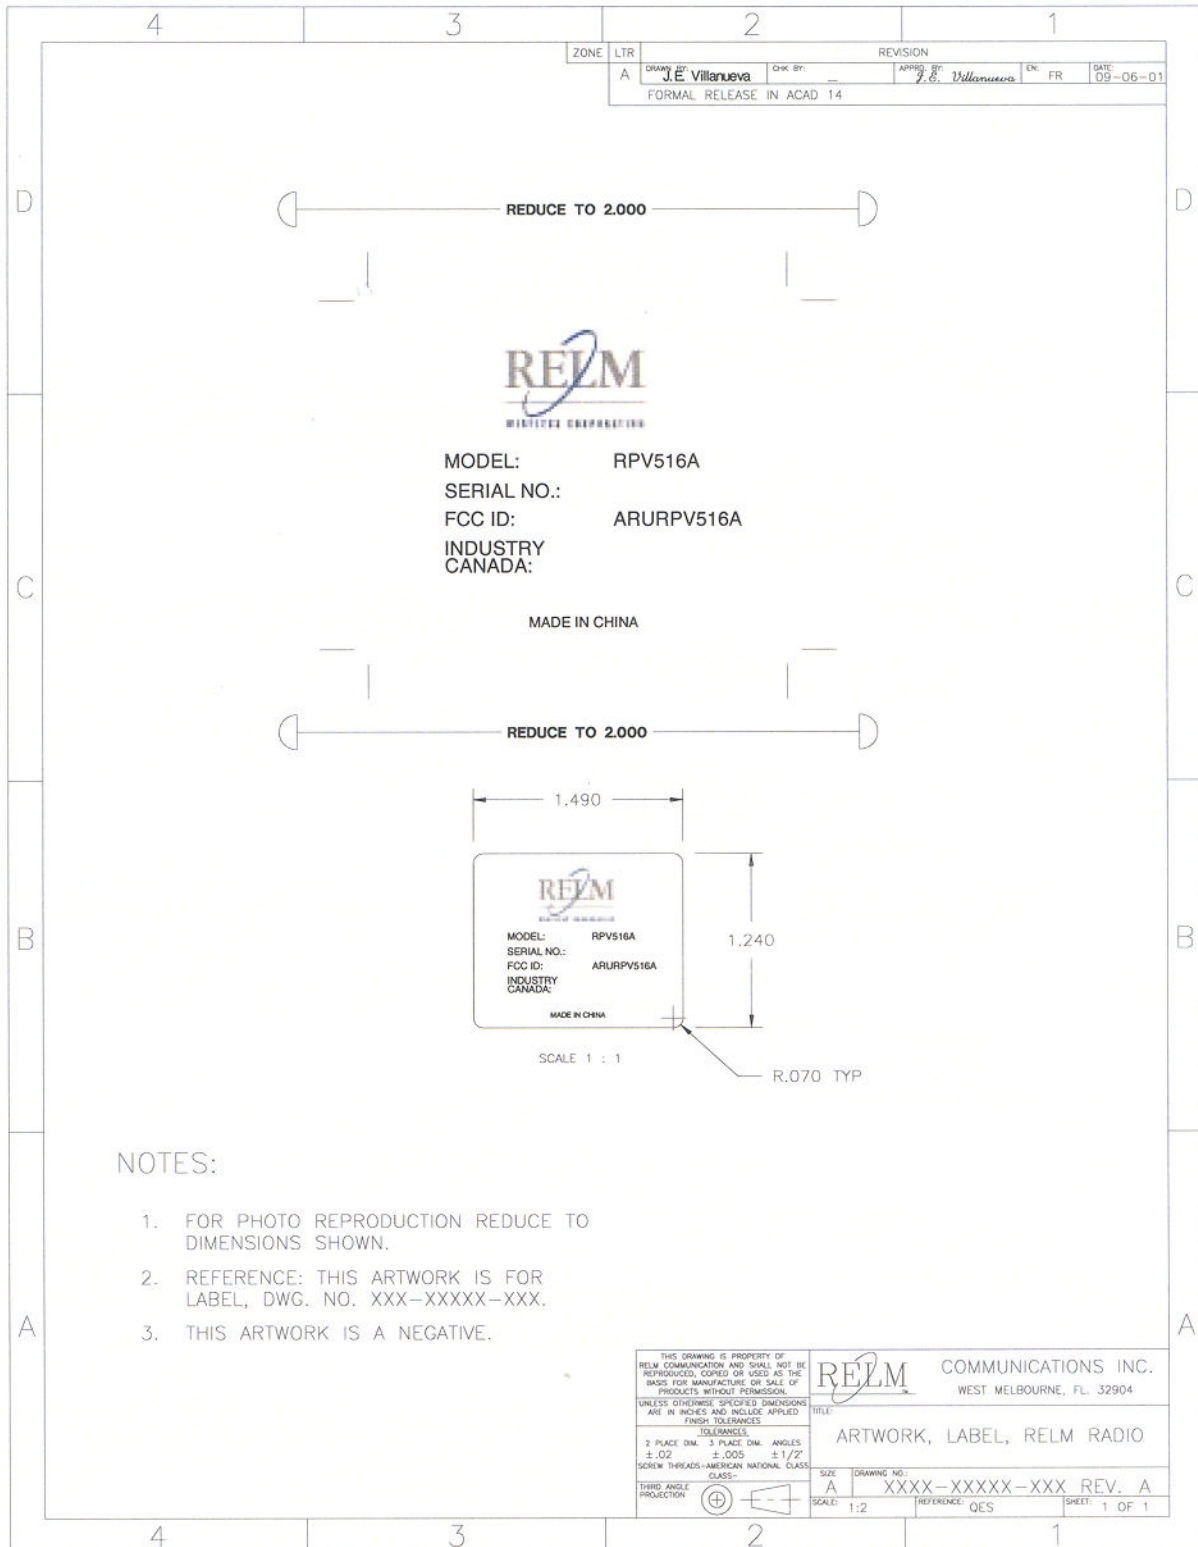 4 3 2 1
ZONE LTR REVISION
A DRAWN BY: J.E. Villanueva CHK BY: _ APPRD. BY: J.E. Villanueva EN: FR DATE: 09-06-01
FORMAL RELEASE IN ACAD 14
D D
REDUCE TO 2.000
RELM
MODEL: RPV516A
SERIAL NO.:
FCC ID: ARURPV516A
INDUSTRY
CANADA:
C C
MADE IN CHINA
REDUCE TO 2.000
1.490
RELM
B B
MODEL: RPV516A
1.240
SERIAL NO.:
FCC ID: ARURPV516A
INDUSTRY
CANADA:
MADE IN CHINA
SCALE 1 : 1
R.070 TYP
NOTES:
1. FOR PHOTO REPRODUCTION REDUCE TO
DIMENSIONS SHOWN.
2. REFERENCE: THIS ARTWORK IS FOR
LABEL, DWG. NO. XXX-XXXXX-XXX.
A A
3. THIS ARTWORK IS A NEGATIVE.
THIS DRAWING IS PROPERTY OF
RELM COMMUNICATION AND SHALL NOT BE
REPRODUCED, COPIED OR USED AS THE
BASIS FOR MANUFACTURE OR SALE OF
PRODUCTS WITHOUT PERMISSION.
UNLESS OTHERWISE SPECIFIED DIMENSIONS
ARE IN INCHES AND INCLUDE APPLIED
FINISH TOLERANCES
TOLERANCES
2 PLACE DIM. 3 PLACE DIM. ANGLES
±.02 ±.005 ±1/2°
SCREW THREADS-AMERICAN NATIONAL CLASS
CLASS-
THIRD ANGLE
PROJECTION
RELM COMMUNICATIONS INC.
WEST MELBOURNE, FL. 32904
TITLE:
ARTWORK, LABEL, RELM RADIO
SIZE A DRAWING NO.: XXXX-XXXXX-XXX REV. A
SCALE: 1:2 REFERENCE: QES SHEET: 1 OF 1
4 3 2 1